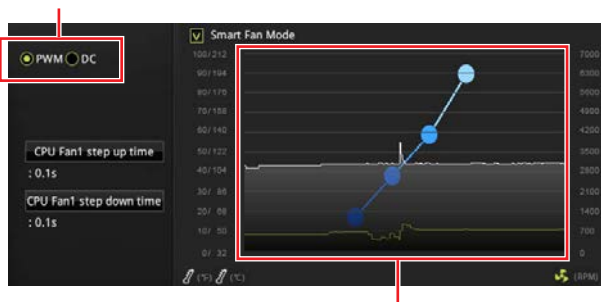 Smart Fan Mode
PWM DC
100/212 7000
90/194 6300
80/176 5600
70/158 4900
60/140 4200
CPU Fan1 step up time
50/122 3500
: 0.1s
40/104 2800
CPU Fan1 step down time
30/ 86 2100
20/ 68 1400
: 0.1s
10/ 50 700
0/ 32 0
(°F) (°C) (RPM)